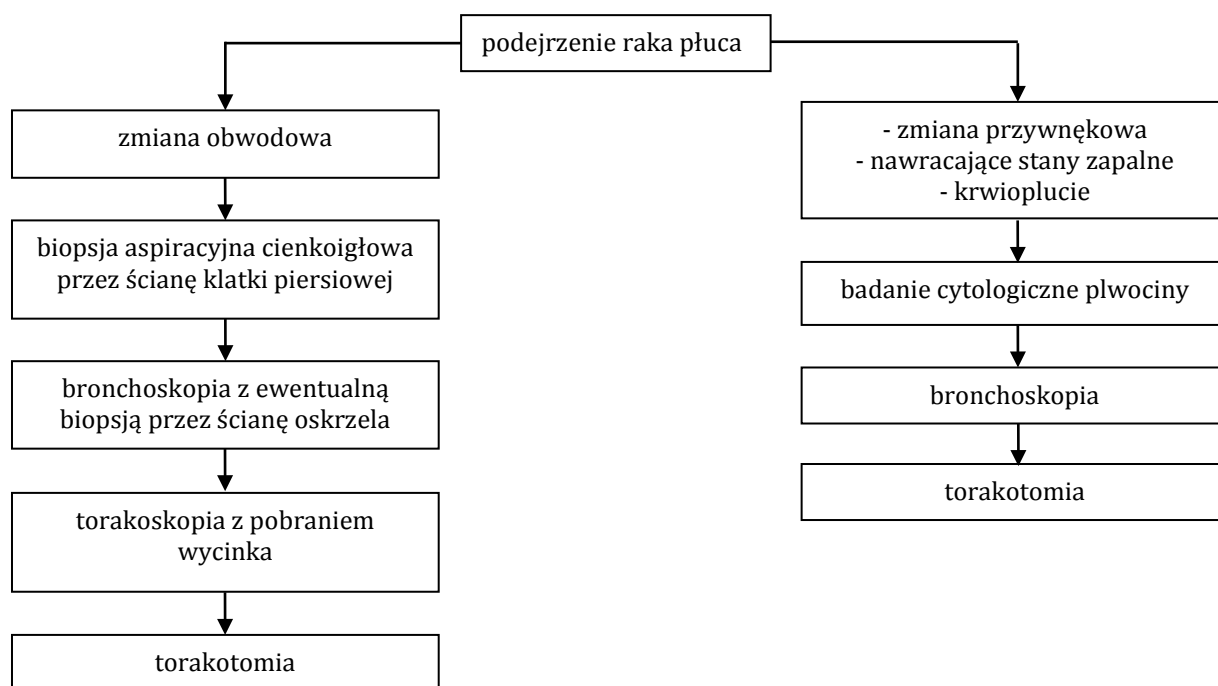 podejrzenie raka płuca
zmiana obwodowa
biopsja aspiracyjna cienkoigłowa
przez ścianę klatki piersiowej
bronchoskopia z ewentualną
biopsją przez ścianę oskrzela
torakoskopia z pobraniem
wycinka
torakotomia
- zmiana przywnękowa
- nawracające stany zapalne
- krwioplucie
badanie cytologiczne plwociny
bronchoskopia
torakotomia